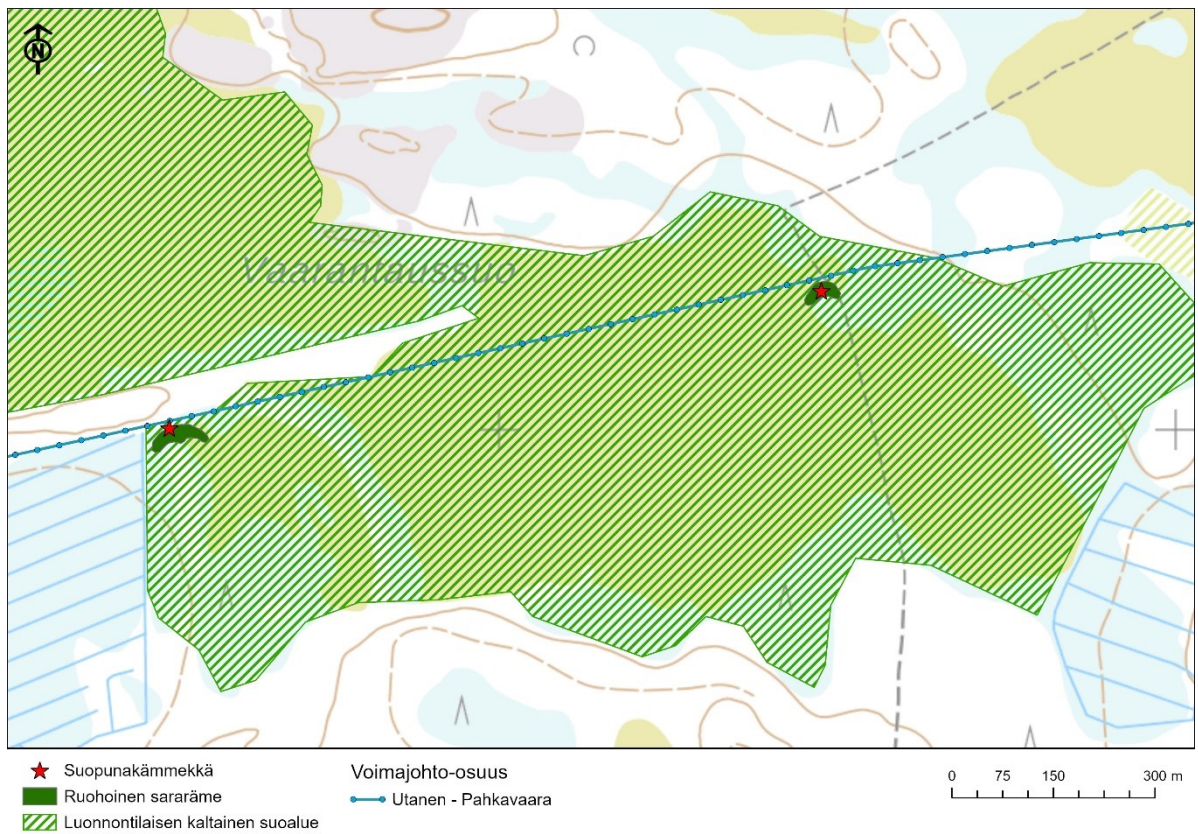 N
Vaarantaussuo
Suopunakämmekkä
Ruohoinen sararäme
Luonnontilaisen kaltainen suoalue
Voimajohto-osuus
Utanen - Pahkavaara
0 75 150 300 m